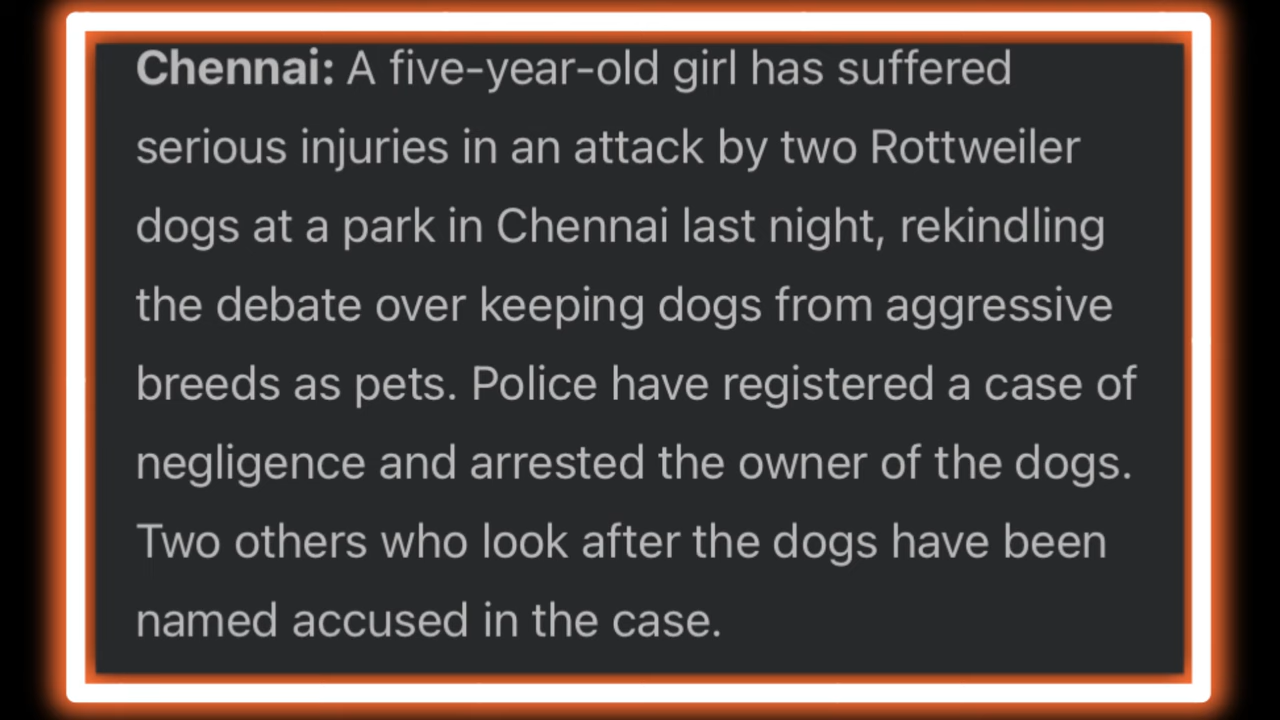 Chennai: A five-year-old girl has suffered
serious injuries in an attack by two Rottweiler
dogs at a park in Chennai last night, rekindling
the debate over keeping dogs from aggressive
breeds as pets. Police have registered a case of
negligence and arrested the owner of the dogs.
Two others who look after the dogs have been
named accused in the case.